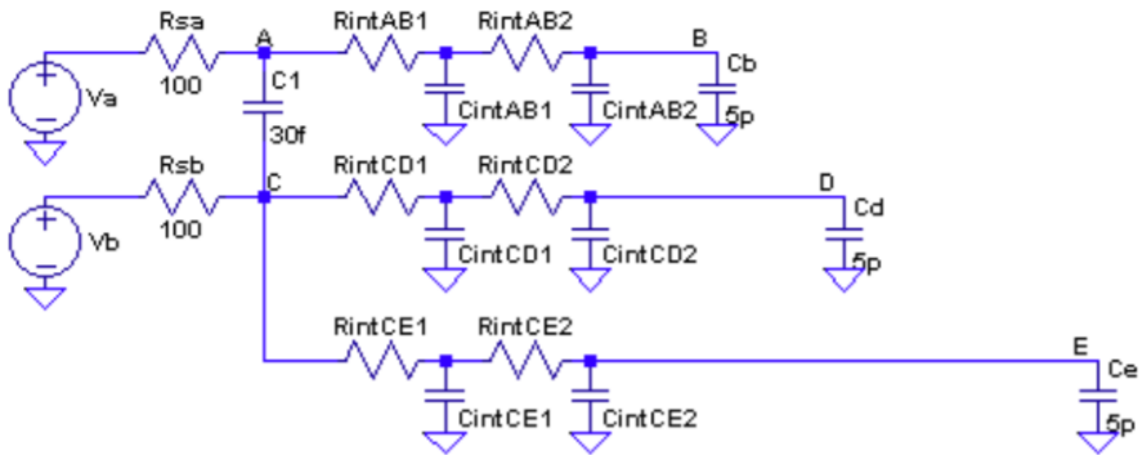 Rsa RintAB1 RintAB2
A B
C1 Cb
100 Va CintAB1 CintAB2 5p
30f
Rsb RintCD1 RintCD2
C D
Cd
100 Vb CintCD1 CintCD2 5p
RintCE1 RintCE2
E
Ce
CintCE1 CintCE2 5p